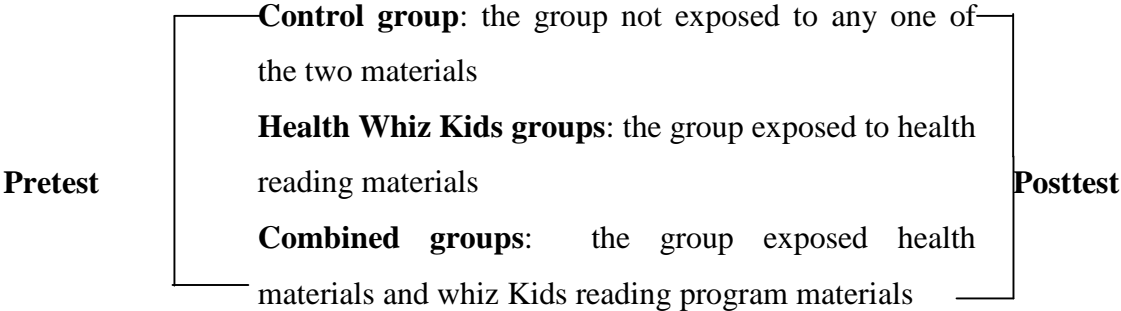 Control group: the group not exposed to any one of
the two materials
Health Whiz Kids groups: the group exposed to health
Pretest reading materials Posttest
Combined groups: the group exposed health
materials and whiz Kids reading program materials